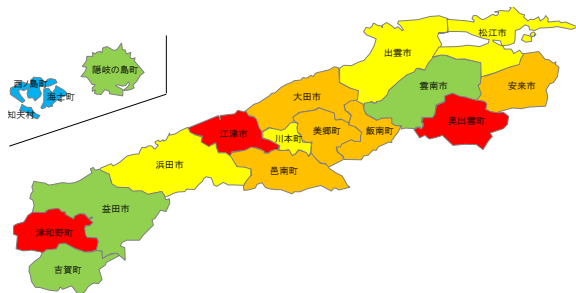 松江市
出雲市
隠岐の島町
西ノ島町
海士町
知夫村
雲南市
安来市
大田市
奥出雲町
江津市
川本町
美郷町
飯南町
浜田市
邑南町
益田市
津和野町
吉賀町